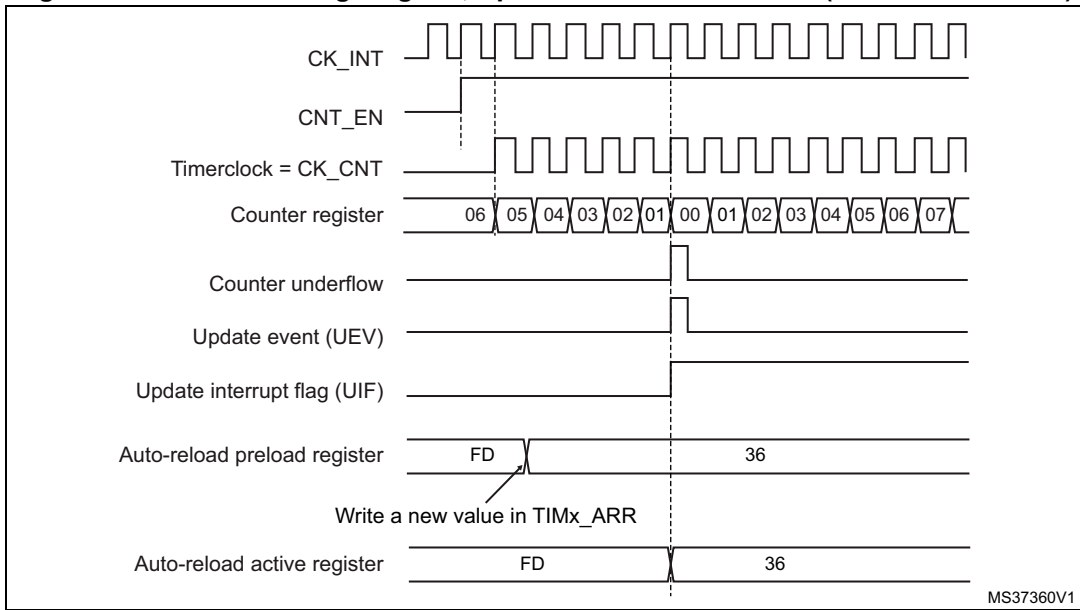 CK_INT
CNT_EN
Timerclock = CK_CNT
Counter register 06 05 04 03 02 01 00 01 02 03 04 05 06 07
Counter underflow
Update event (UEV)
Update interrupt flag (UIF)
Auto-reload preload register FD 36
Write a new value in TIMx_ARR
Auto-reload active register FD 36
MS37360V1